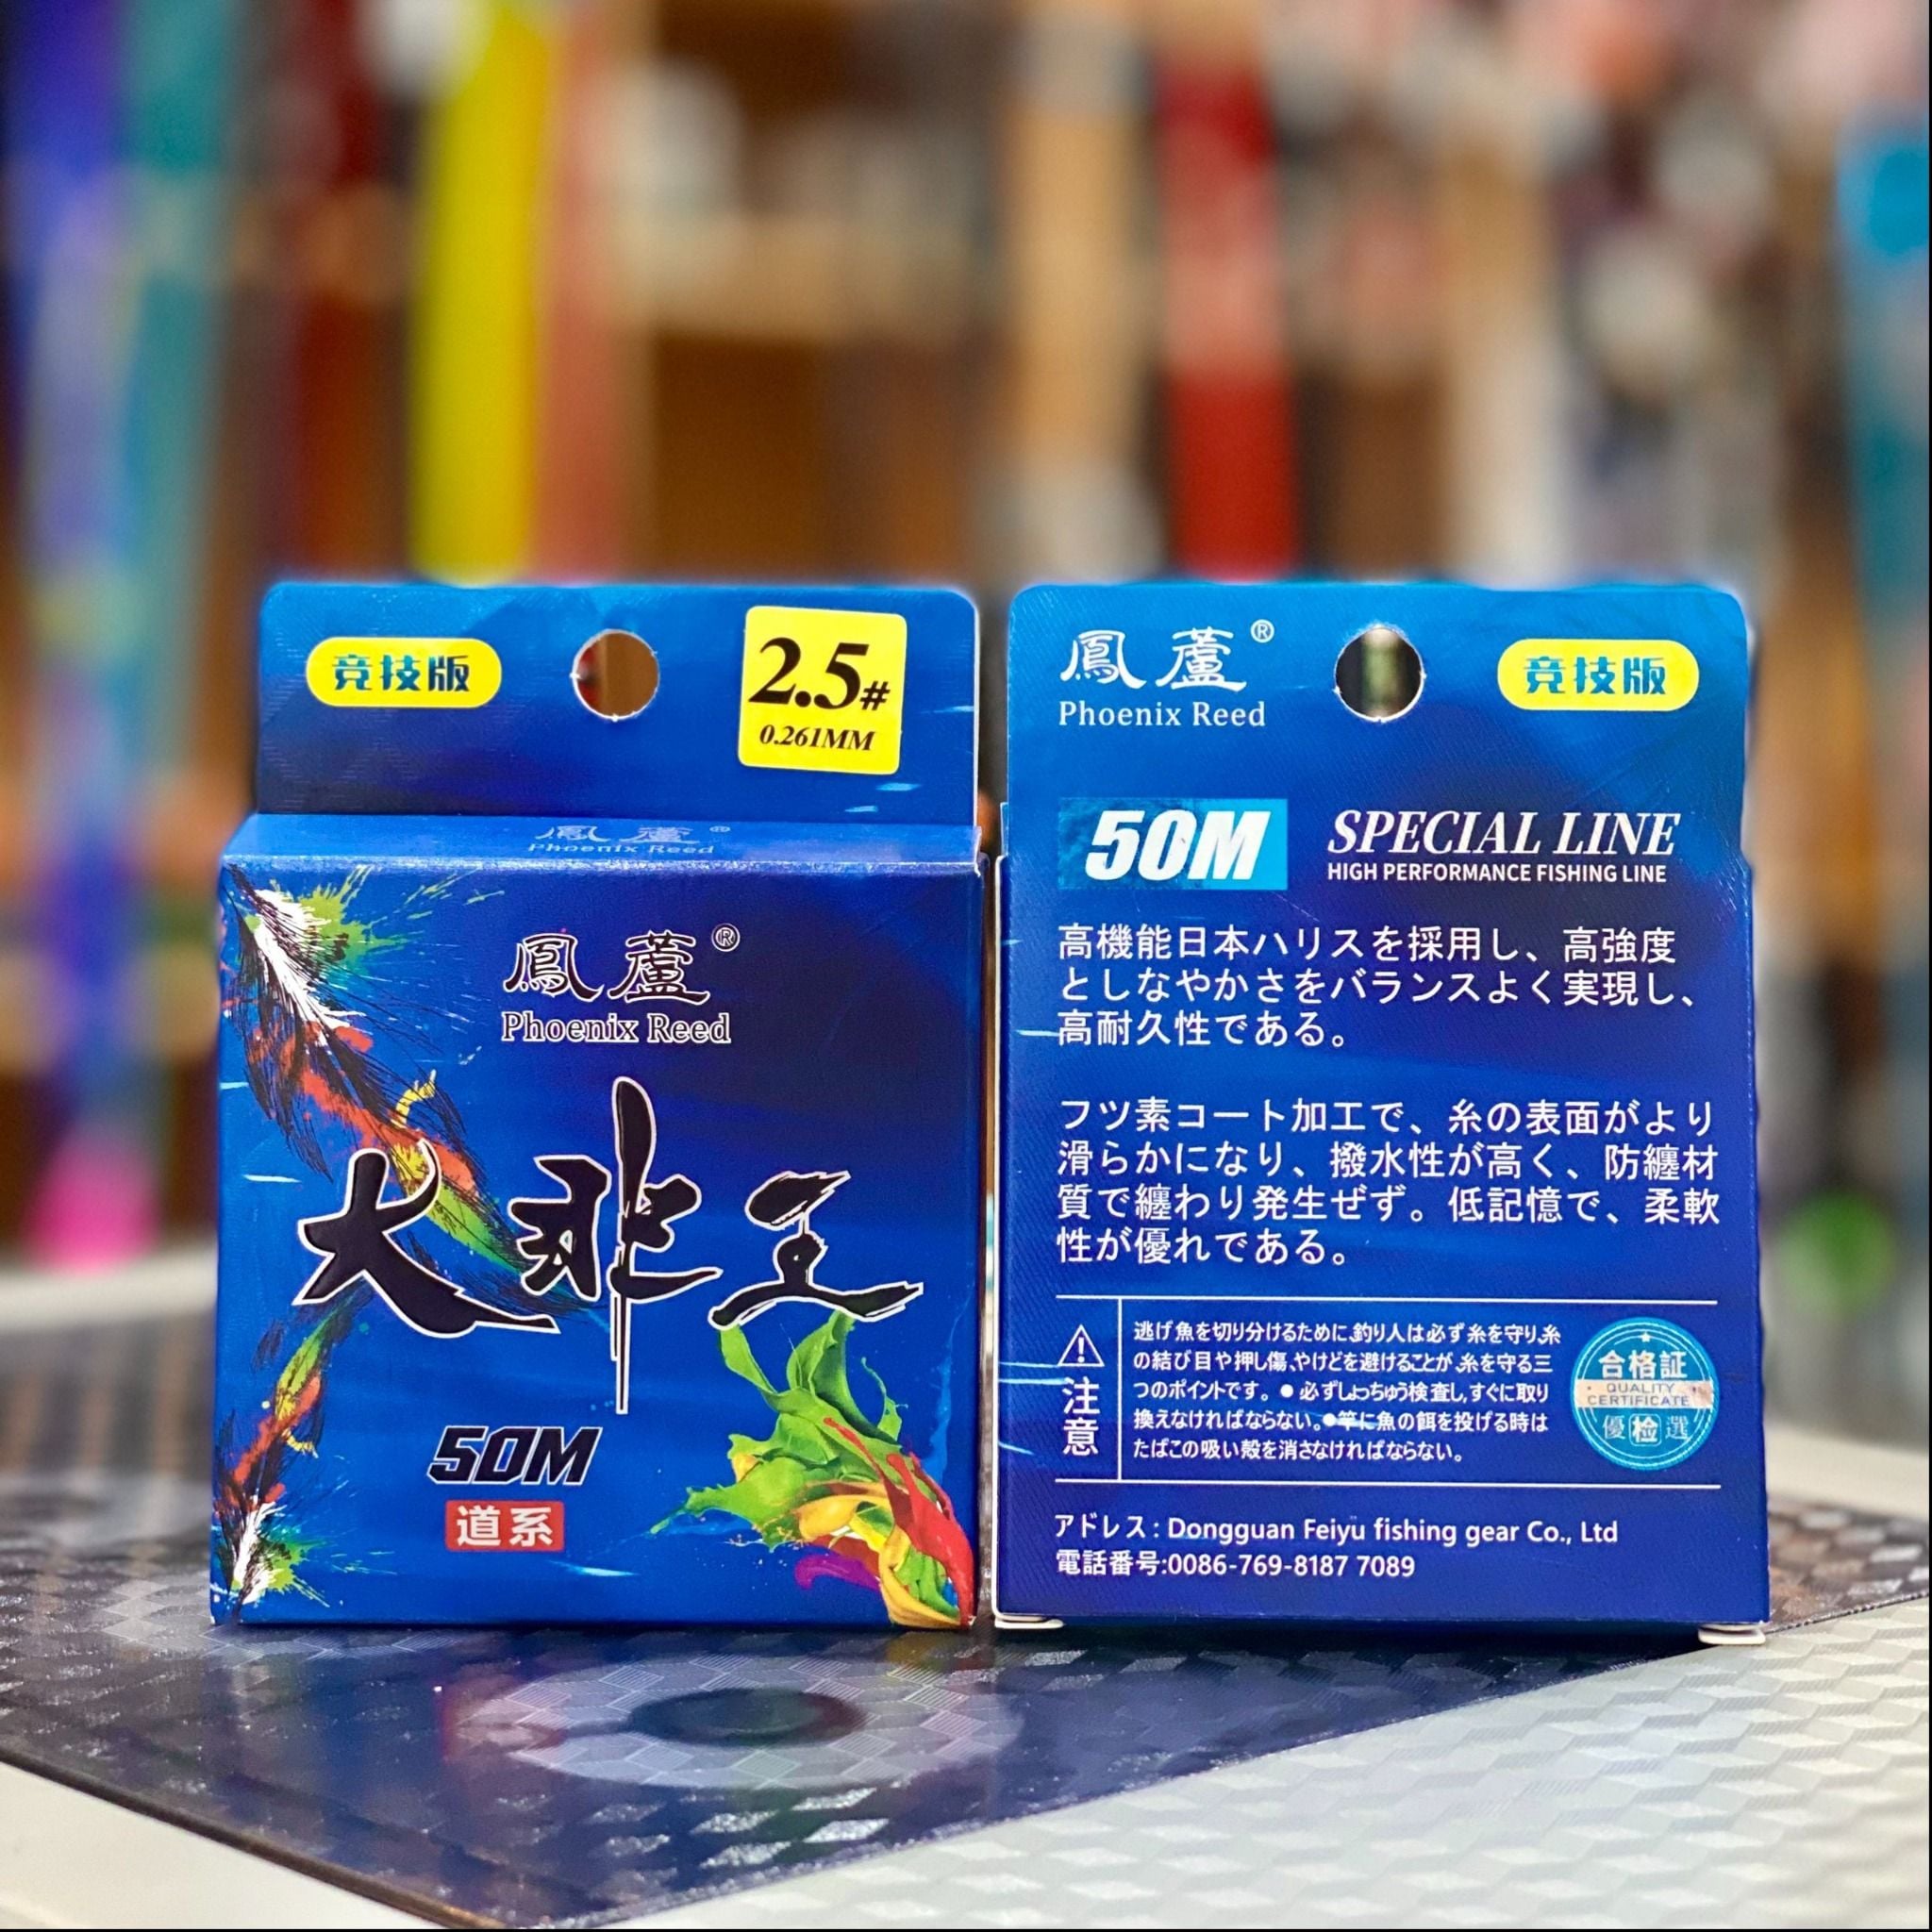 竞技版
2.5#
0.261MM
鳳蘆®
Phoenix Reed
鳳蘆®
Phoenix Reed
大非王
50M
道系
鳳蘆®
Phoenix Reed
竞技版
50M
SPECIAL LINE
HIGH PERFORMANCE FISHING LINE
高機能日本ハリスを採用し、高強度
としなやかさをバランスよく実現し、
高耐久性である。
フツ素コート加工で、糸の表面がより
滑らかになり、撥水性が高く、防纏材
質で纏わり発生ぜず。低記憶で、柔軟
性が優れである。
注意
逃げ魚を切り分けるために,釣り人は必ず糸を守り,糸
の結び目や押し傷,やけどを避けることが,糸を守る三
つのポイントです。●必ずしょっちゅう検査し,すぐに取り
換えなければならない。●竿に魚の餌を投げる時は
たばこの吸い殻を消さなければならない。
合格証
QUALITY
CERTIFICATE
優检選
アドレス: Dongguan Feiyu fishing gear Co., Ltd
電話番号:0086-769-8187 7089